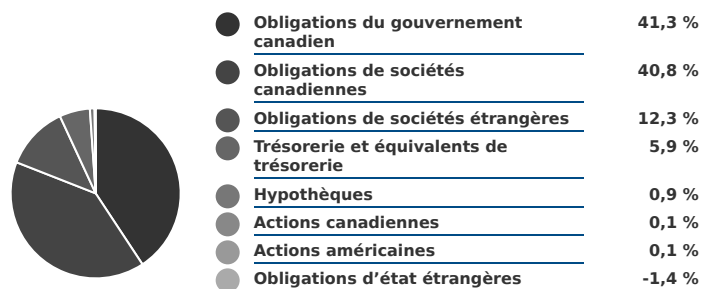 Obligations du gouvernement 41,3 %
canadien
Obligations de sociétés 40,8 %
canadiennes
Obligations de sociétés étrangères 12,3 %
Trésorerie et équivalents de 5,9 %
trésorerie
Hypothèques 0,9 %
Actions canadiennes 0,1 %
Actions américaines 0,1 %
Obligations d’état étrangères -1,4 %